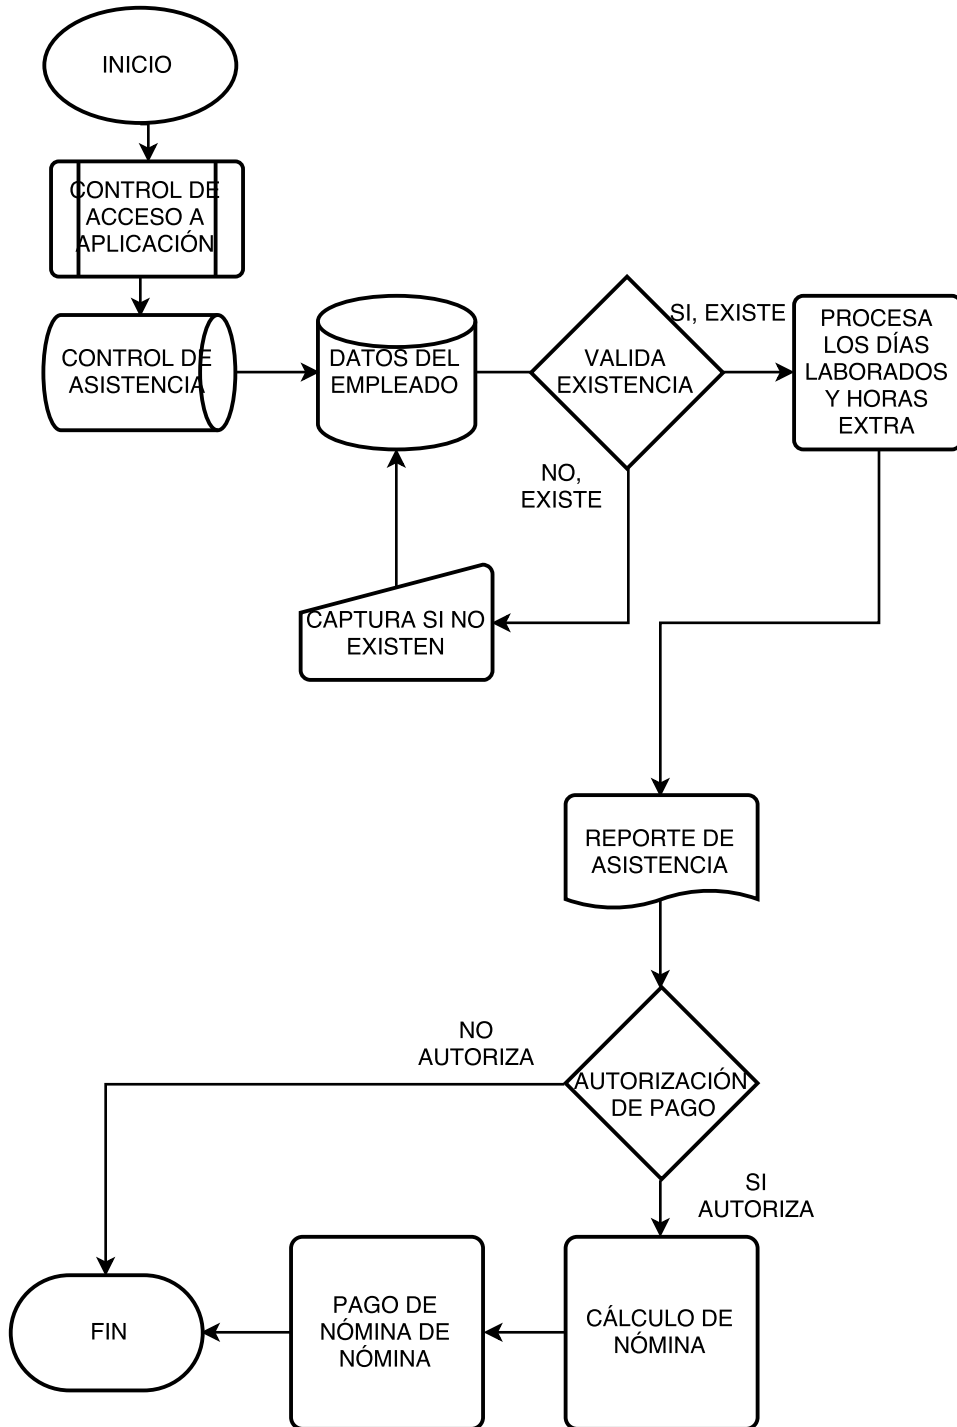 INICIO
CONTROL DE
ACCESO A
APLICACIÓN
CONTROL DE
ASISTENCIA
DATOS DEL
EMPLEADO
VALIDA
EXISTENCIA
SI, EXISTE
PROCESA
LOS DÍAS
LABORADOS
Y HORAS
EXTRA
NO,
EXISTE
CAPTURA SI NO
EXISTEN
REPORTE DE
ASISTENCIA
AUTORIZACIÓN
DE PAGO
NO
AUTORIZA
SI
AUTORIZA
CÁLCULO DE
NÓMINA
PAGO DE
NÓMINA DE
NÓMINA
FIN